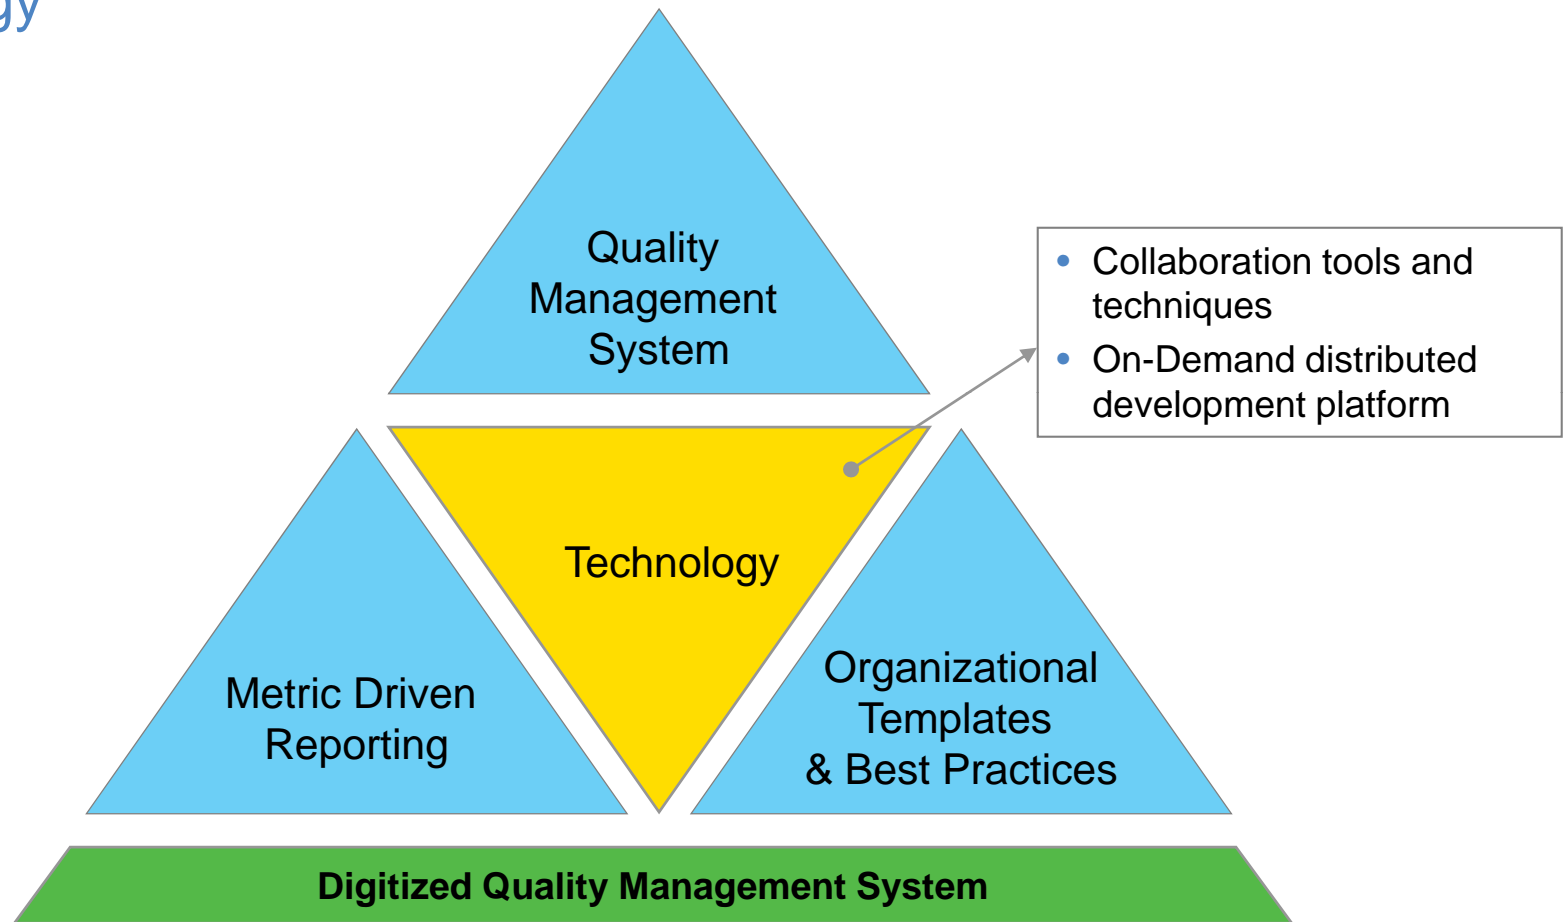 gy
Quality
Management
System
• Collaboration tools and
techniques
• On-Demand distributed
development platform
Technology
Metric Driven
Reporting
Organizational
Templates
& Best Practices
Digitized Quality Management System